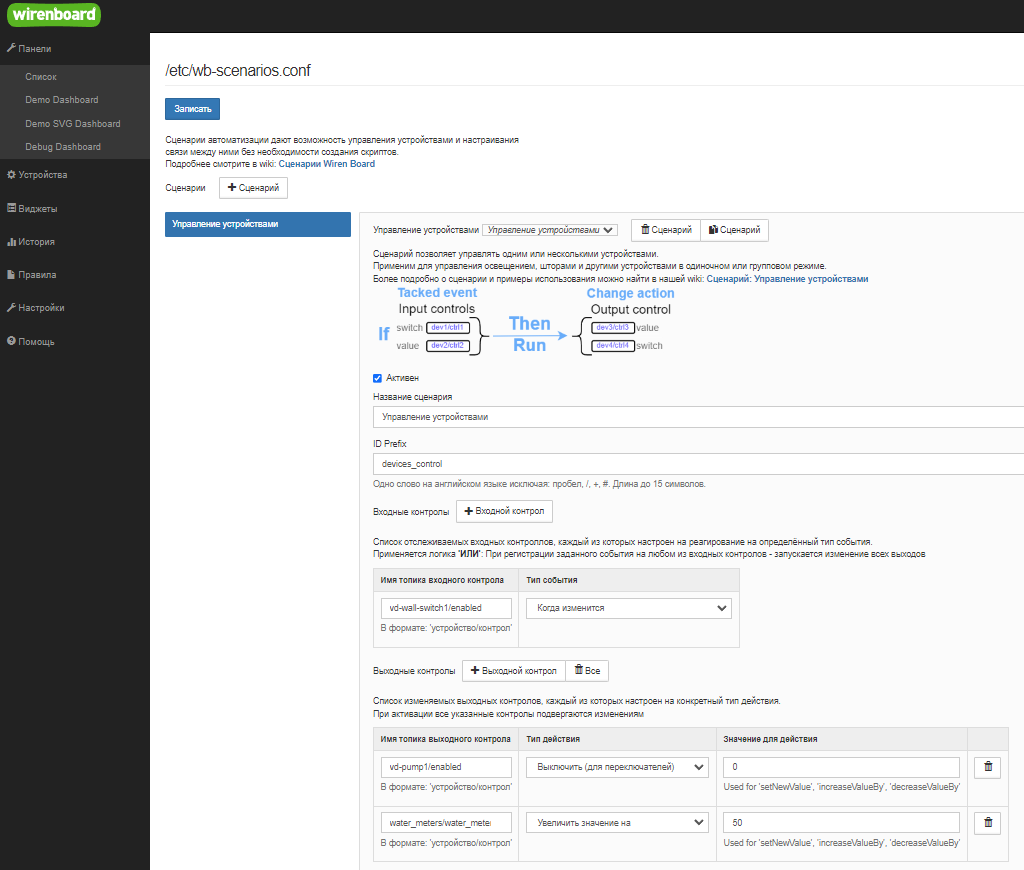 wirenboard
Панели
Список
Demo Dashboard
Demo SVG Dashboard
Debug Dashboard
Устройства
Виджеты
История
Правила
Настройки
Помощь
/etc/wb-scenarios.conf
Записать
Сценарии автоматизации дают возможность управления устройствами и настраивания
связи между ними без необходимости создания скриптов.
Подробнее смотрите в wiki: Сценарии Wiren Board
Сценарии + Сценарий
Управление устройствами
Управление устройствами Управление устройствами Сценарий Сценарий
Сценарий позволяет управлять одним или несколькими устройствами.
Применим для управления освещением, шторами и другими устройствами в одиночном или групповом режиме.
Более подробно о сценарии и примеры использования можно найти в нашей wiki: Сценарий: Управление устройствами
Tacked event Change action
Input controls Output control
If switch dev1/ctrl1 Then dev3/ctrl3 value
value dev2/ctrl2 Run dev4/ctrl4 switch
Активен
Название сценария
Управление устройствами
ID Prefix
devices_control
Одно слово на английском языке исключая: пробел, /, +, #. Длина до 15 символов.
Входные контролы + Входной контрол
Список отслеживаемых входных контроллов, каждый из которых настроен на реагирование на определённый тип события.
Применяется логика "ИЛИ": При регистрации заданного события на любом из входных контролов - запускается изменение всех выходов
Имя топика входного контрола Тип события
vd-wall-switch1/enabled Когда изменится
В формате: 'устройство/контрол'
Выходные контролы + Выходной контрол Все
Список изменяемых выходных контролов, каждый из которых настроен на конкретный тип действия.
При активации все указанные контролы подвергаются изменениям
Имя топика выходного контрола Тип действия Значение для действия
vd-pump1/enabled Выключить (для переключателей) 0
В формате: 'устройство/контрол' Used for 'setNewValue', 'increaseValueBy', 'decreaseValueBy'
water_meters/water_mete Увеличить значение на 50
В формате: 'устройство/контрол' Used for 'setNewValue', 'increaseValueBy', 'decreaseValueBy'